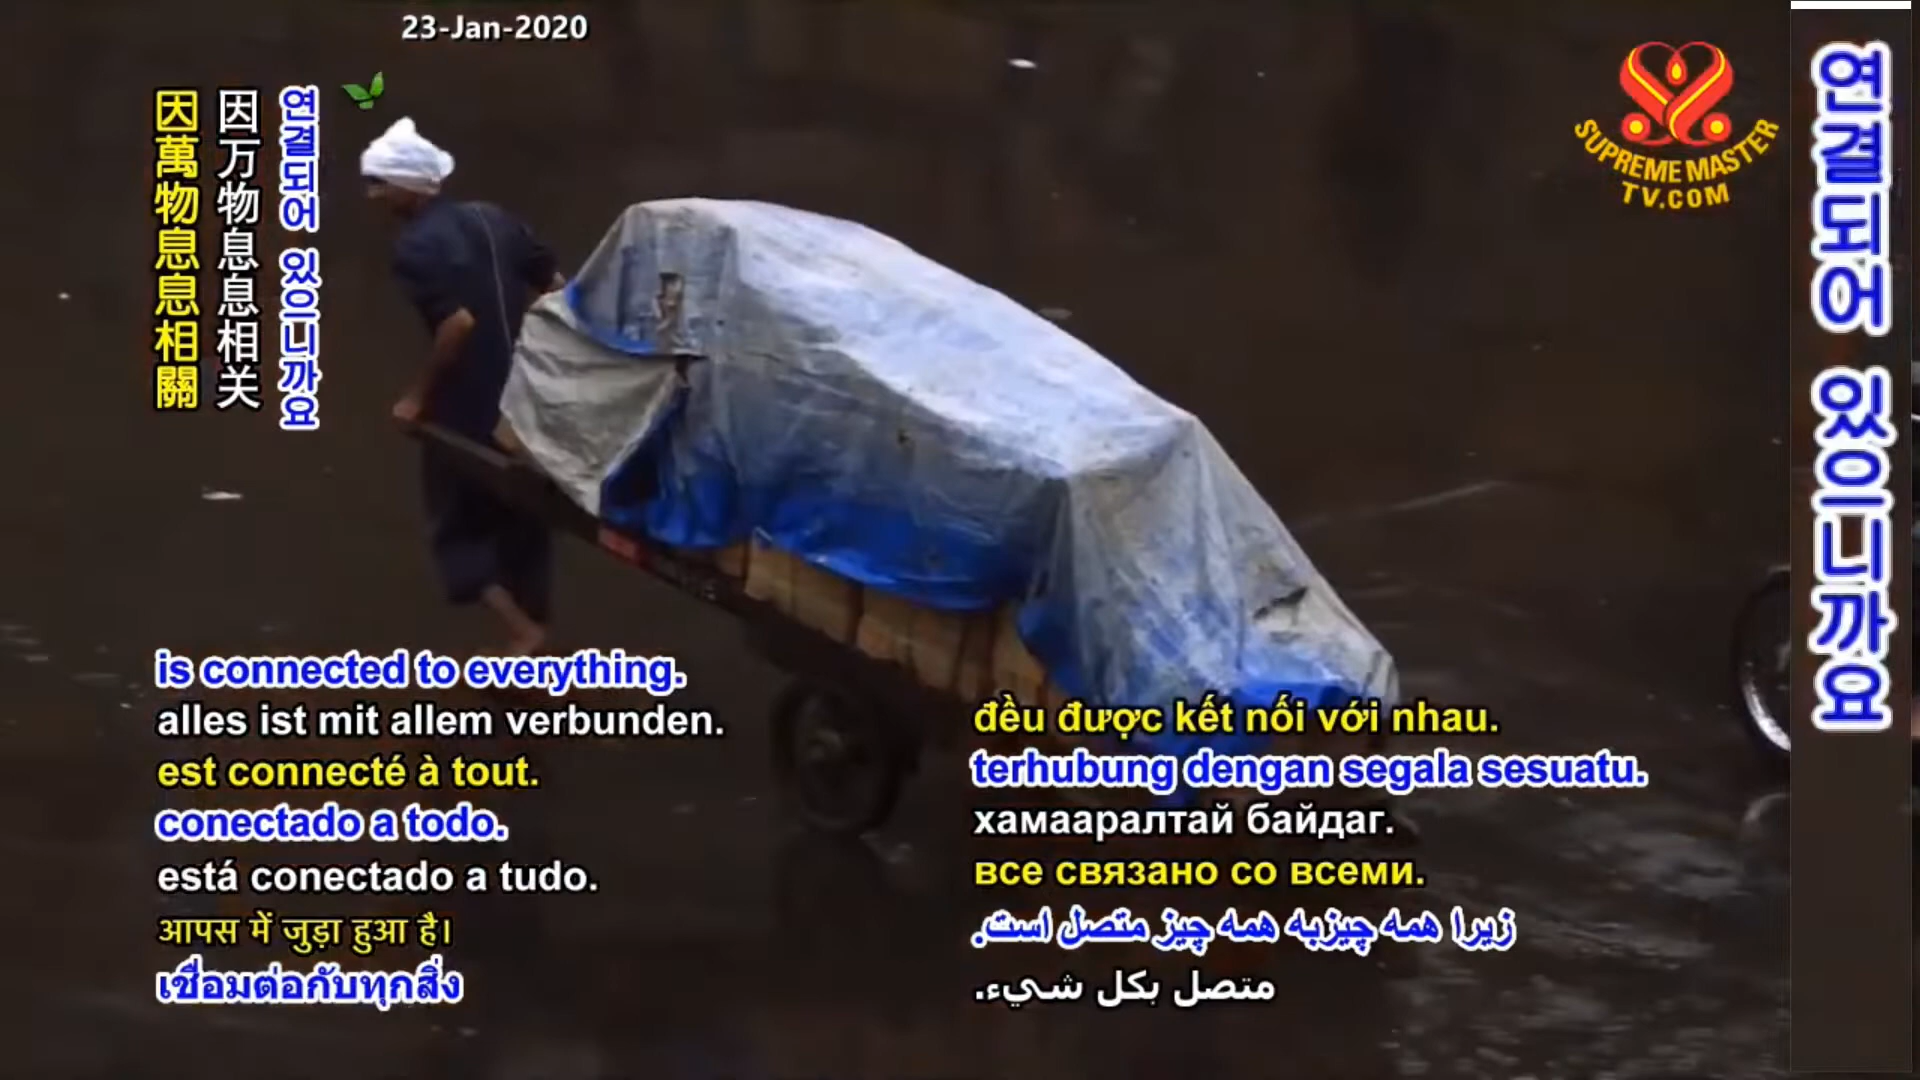 23-Jan-2020
因萬物息息相關
因万物息息相关
연결되어 있으니까요
SUPREME MASTER
TV.COM
연결되어 있으니까요
is connected to everything.
alles ist mit allem verbunden.
est connecté à tout.
conectado a todo.
está conectado a tudo.
आपस में जुड़ा हुआ है।
เชื่อมต่อกับทุกสิ่ง
đều được kết nối với nhau.
terhubung dengan segala sesuatu.
хамааралтай байдаг.
все связано со всеми.
زیرا همه چیزبه همه چیز متصل است.
متصل بكل شيء.